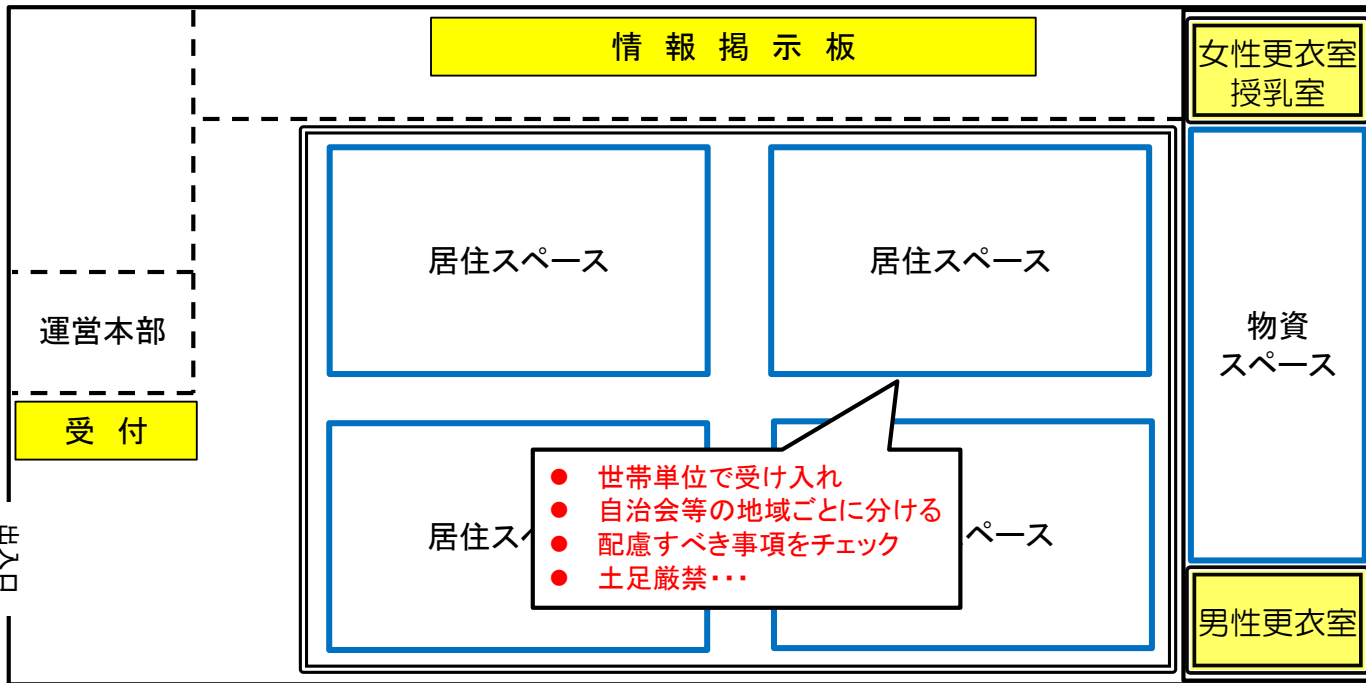 情 報 掲 示 板
女性更衣室
授乳室
居住スペース
居住スペース
運営本部
物資
スペース
受 付
● 世帯単位で受け入れ
● 自治会等の地域ごとに分ける
● 配慮すべき事項をチェック
● 土足厳禁・・・
居住ス
ペース
出入口
男性更衣室